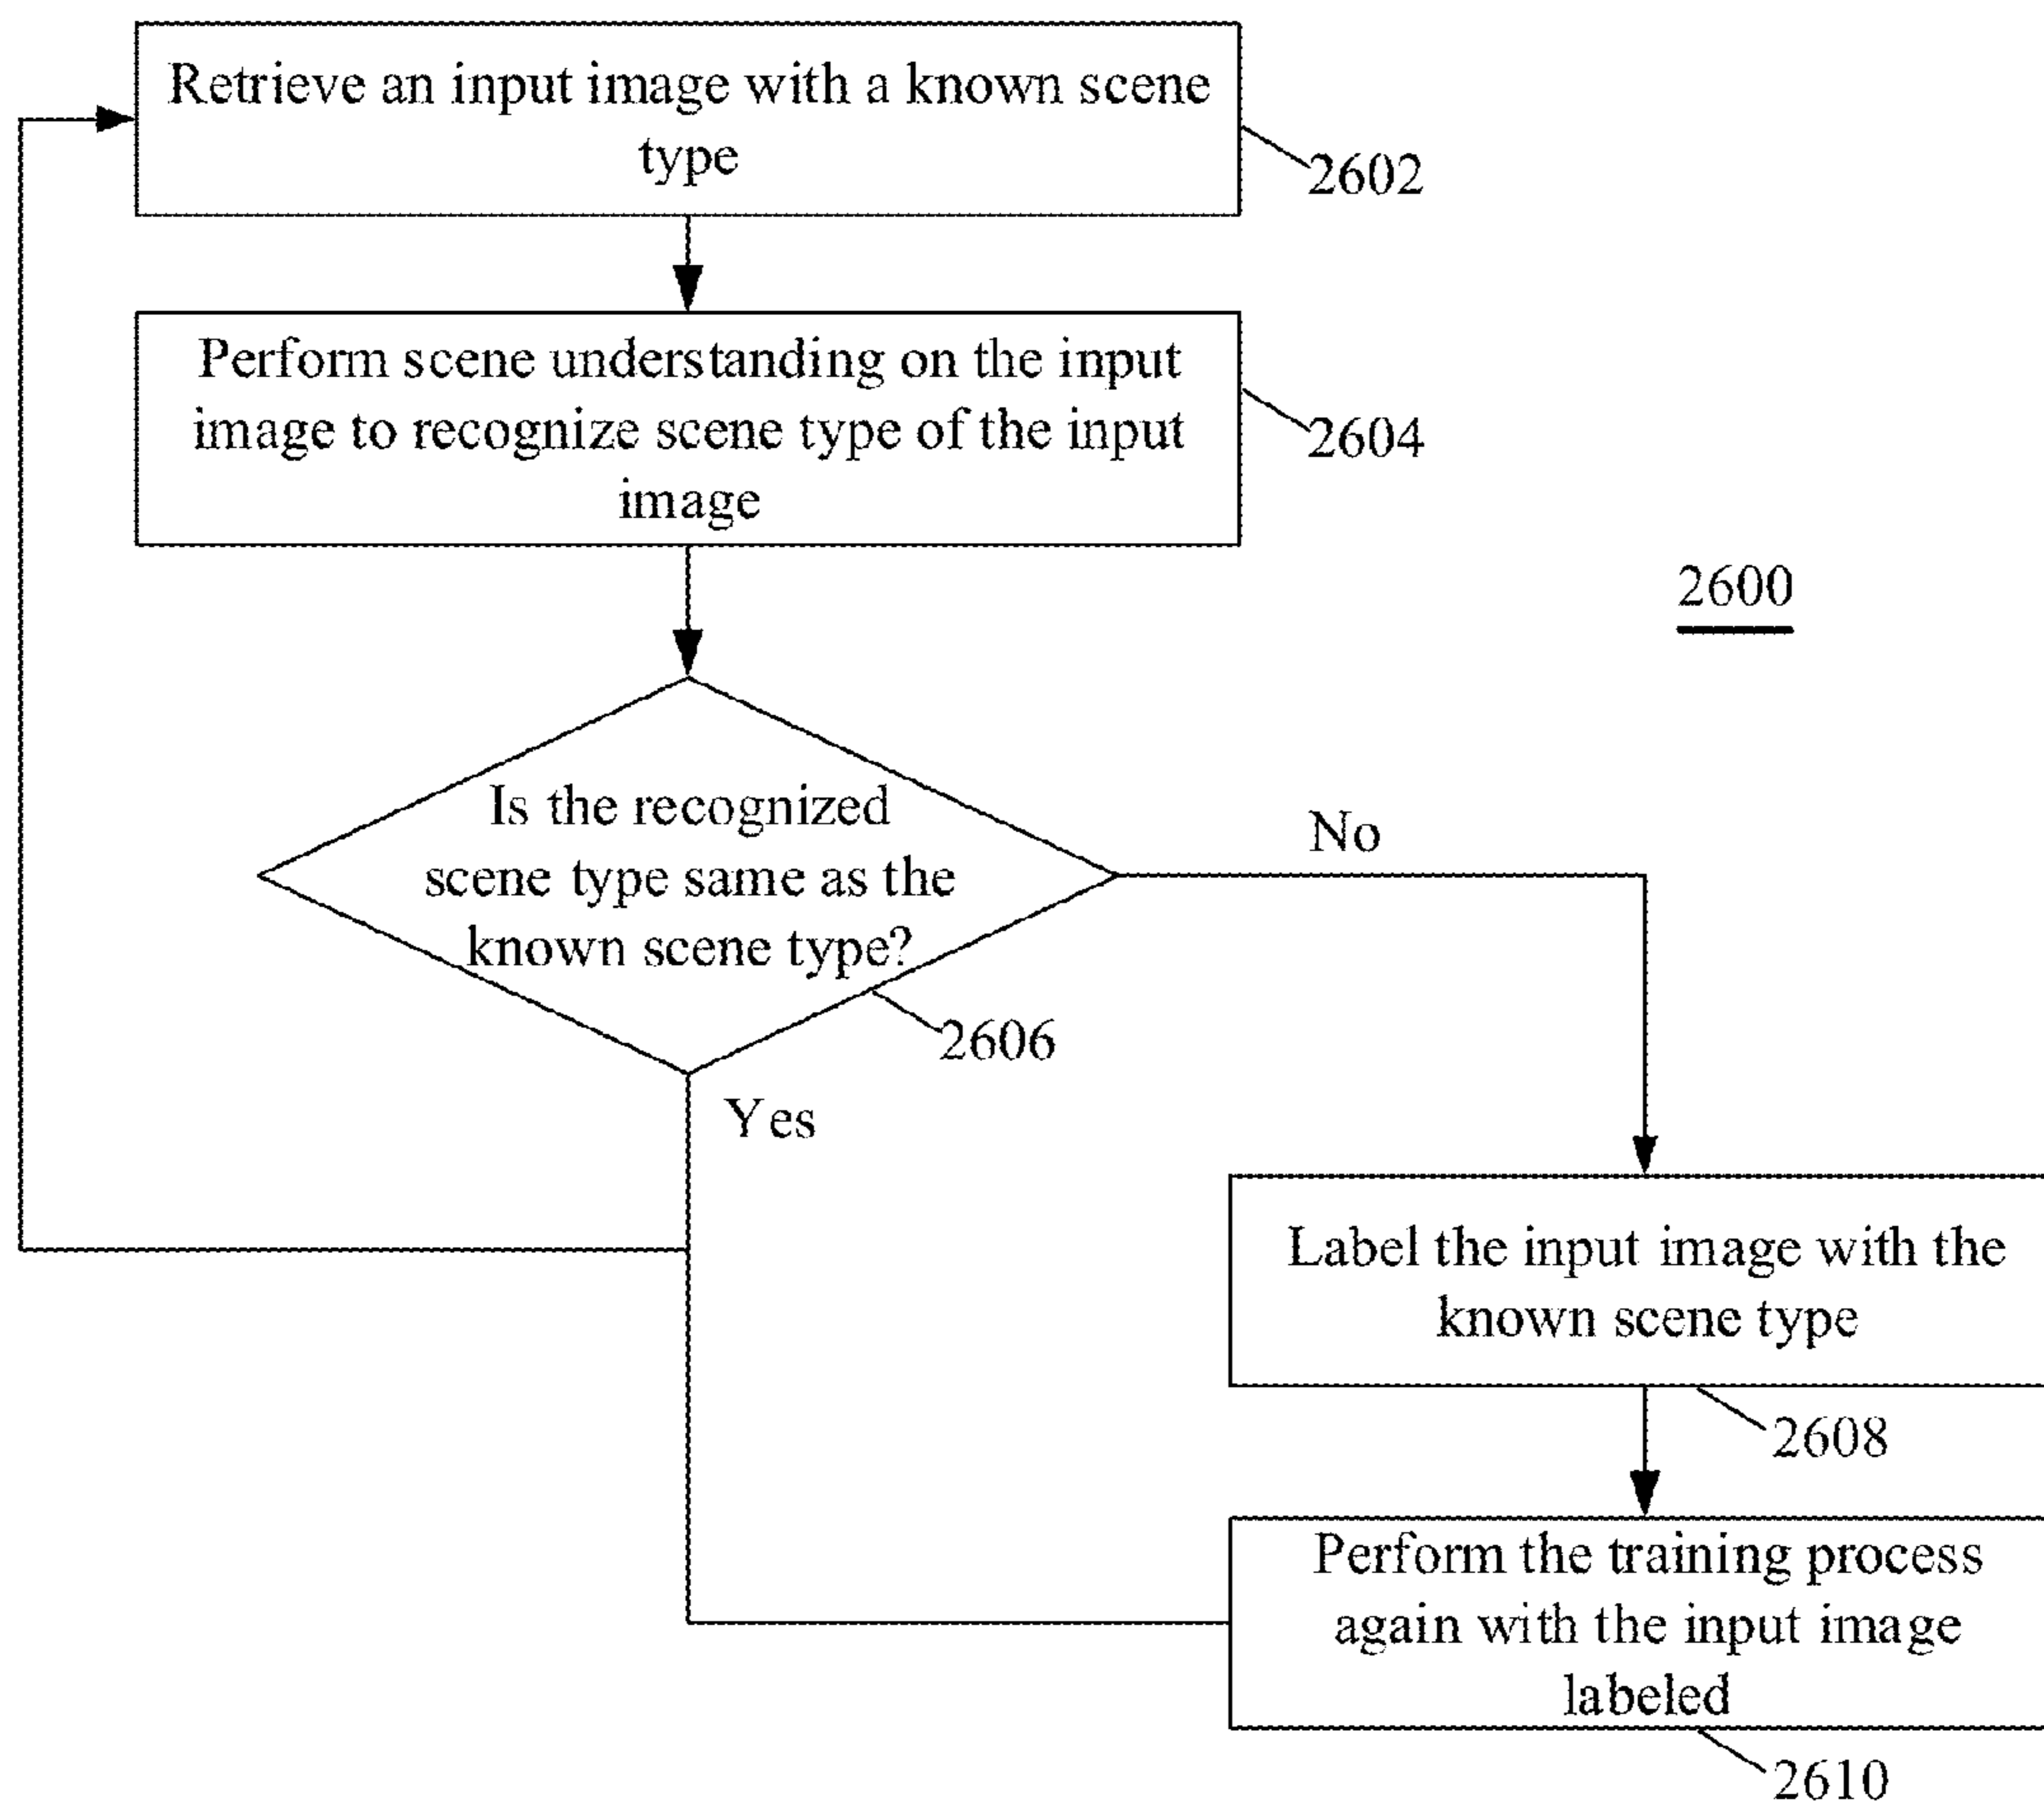 Retrieve an input image with a known scene
type
2602
Perform scene understanding on the input
image to recognize scene type of the input
image
2604
2600
Is the recognized
scene type same as the
known scene type?
No
2606
Yes
Label the input image with the
known scene type
2608
Perform the training process
again with the input image
labeled
2610